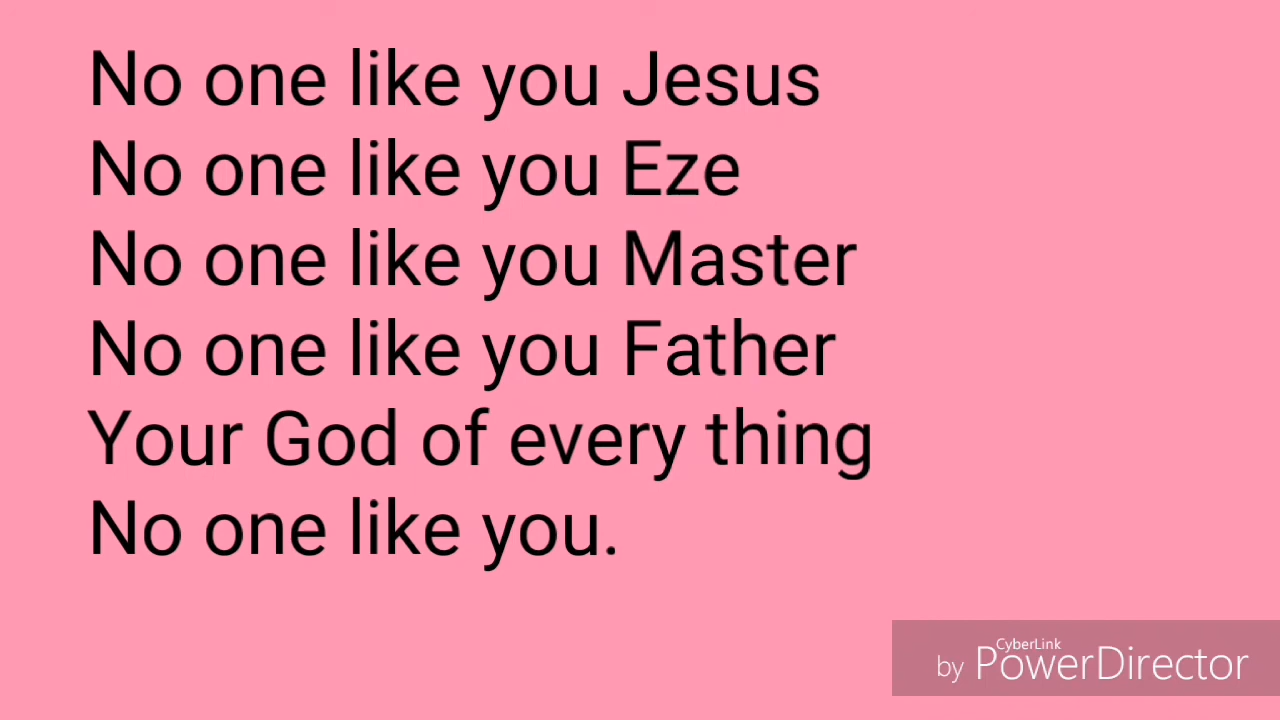 No one like you Jesus
No one like you Eze
No one like you Master
No one like you Father
Your God of every thing
No one like you.
CyberLink
by PowerDirector